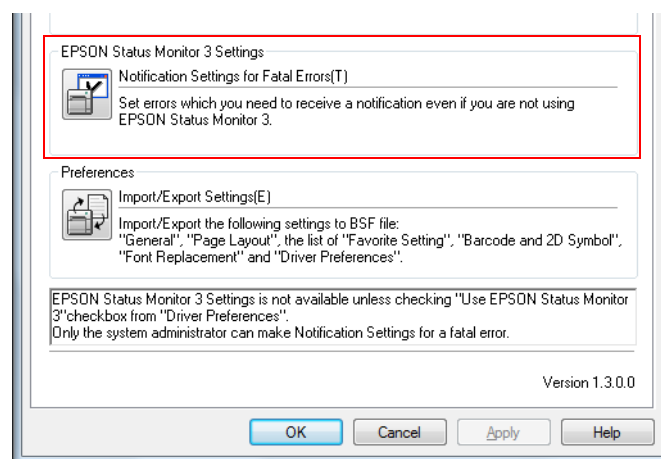 EPSON Status Monitor 3 Settings
Notification Settings for Fatal Errors(T)
Set errors which you need to receive a notification even if you are not using
EPSON Status Monitor 3.
Preferences
Import/Export Settings(E)
Import/Export the following settings to BSF file:
"General", "Page Layout", the list of "Favorite Setting", "Barcode and 2D Symbol",
"Font Replacement" and "Driver Preferences".
EPSON Status Monitor 3 Settings is not available unless checking "Use EPSON Status Monitor
3"checkbox from "Driver Preferences".
Only the system administrator can make Notification Settings for a fatal error.
Version 1.3.0.0
OK Cancel Apply Help